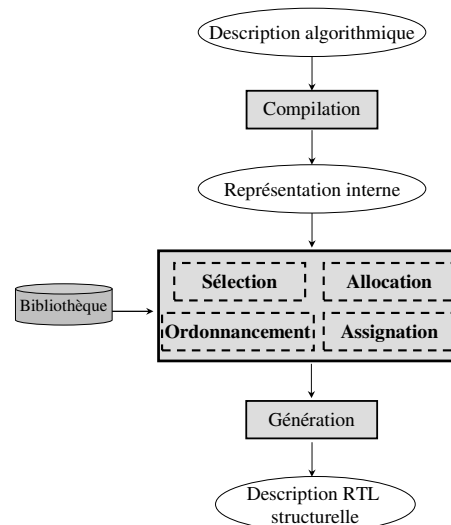 Description algorithmique
Compilation
Représentation interne
Sélection
Allocation
Bibliothèque
Ordonnancement
Assignation
Génération
Description RTL
structurelle